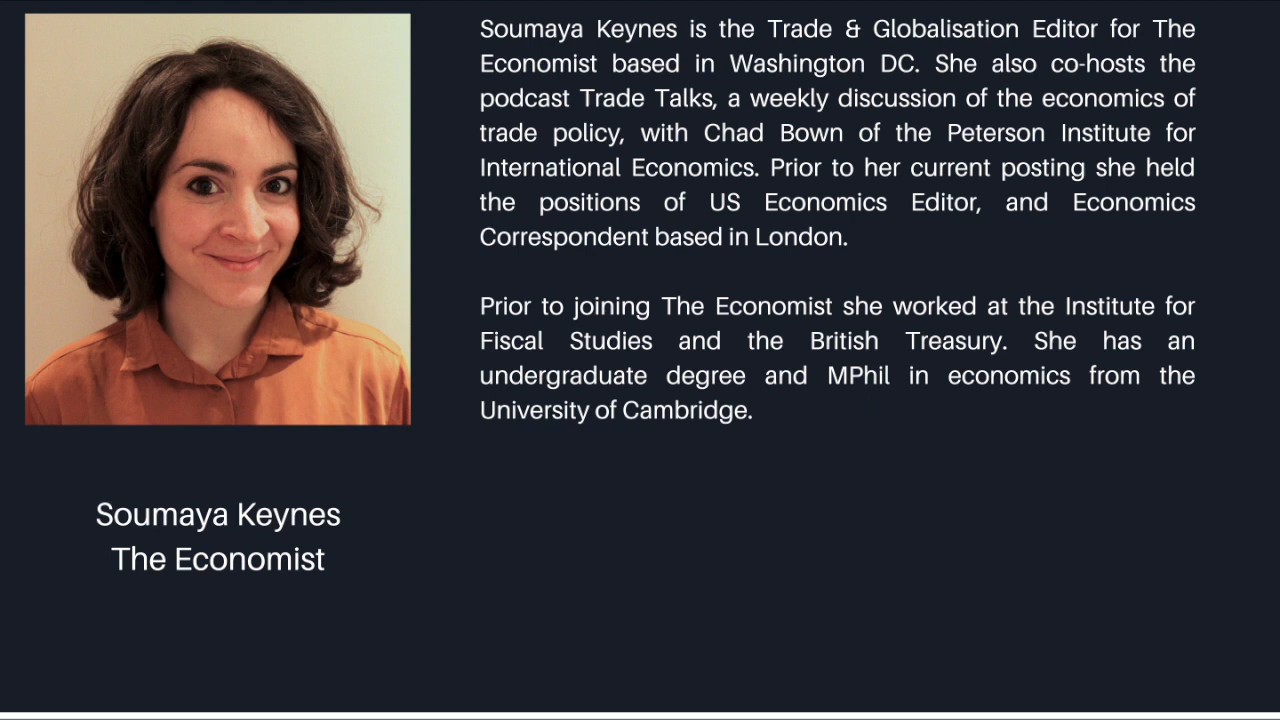 Soumaya Keynes is the Trade & Globalisation Editor for The
Economist based in Washington DC. She also co-hosts the
podcast Trade Talks, a weekly discussion of the economics of
trade policy, with Chad Bown of the Peterson Institute for
International Economics. Prior to her current posting she held
the positions of US Economics Editor, and Economics
Correspondent based in London.
Prior to joining The Economist she worked at the Institute for
Fiscal Studies and the British Treasury. She has an
undergraduate degree and MPhil in economics from the
University of Cambridge.
Soumaya Keynes
The Economist